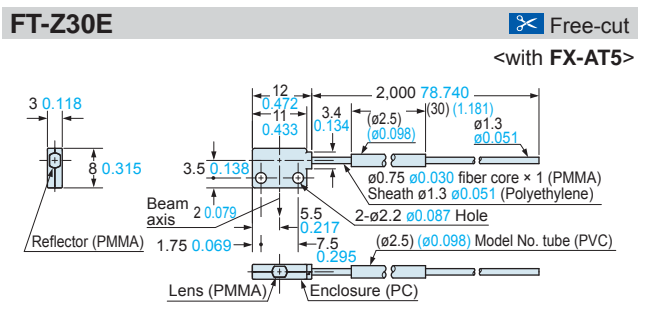 FT-Z30E
Free-cut
<with FX-AT5>
12
0.472
2,000 78.740
3 0.118
11
0.433
3.4
0.134
(ø2.5)
(ø0.098)
(30) (1.181)
ø1.3
ø0.051
8 0.315
3.5 0.138
ø0.75 ø0.030 fiber core × 1 (PMMA)
Sheath ø1.3 ø0.051 (Polyethylene)
Beam
axis
2 0.079
5.5
0.217
2-ø2.2 ø0.087 Hole
Reflector (PMMA)
1.75 0.069
7.5
0.295
(ø2.5) (ø0.098) Model No. tube (PVC)
Lens (PMMA)
Enclosure (PC)